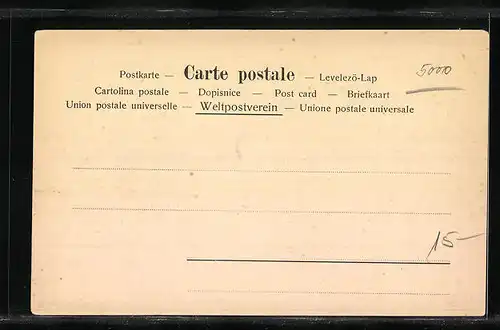 Postkarte — Carte postale — Levelezö-Lap
5000
Cartolina postale — Dopisnice — Post card — Briefkaart
Union postale universelle — Weltpostverein — Unione postale universale
15-